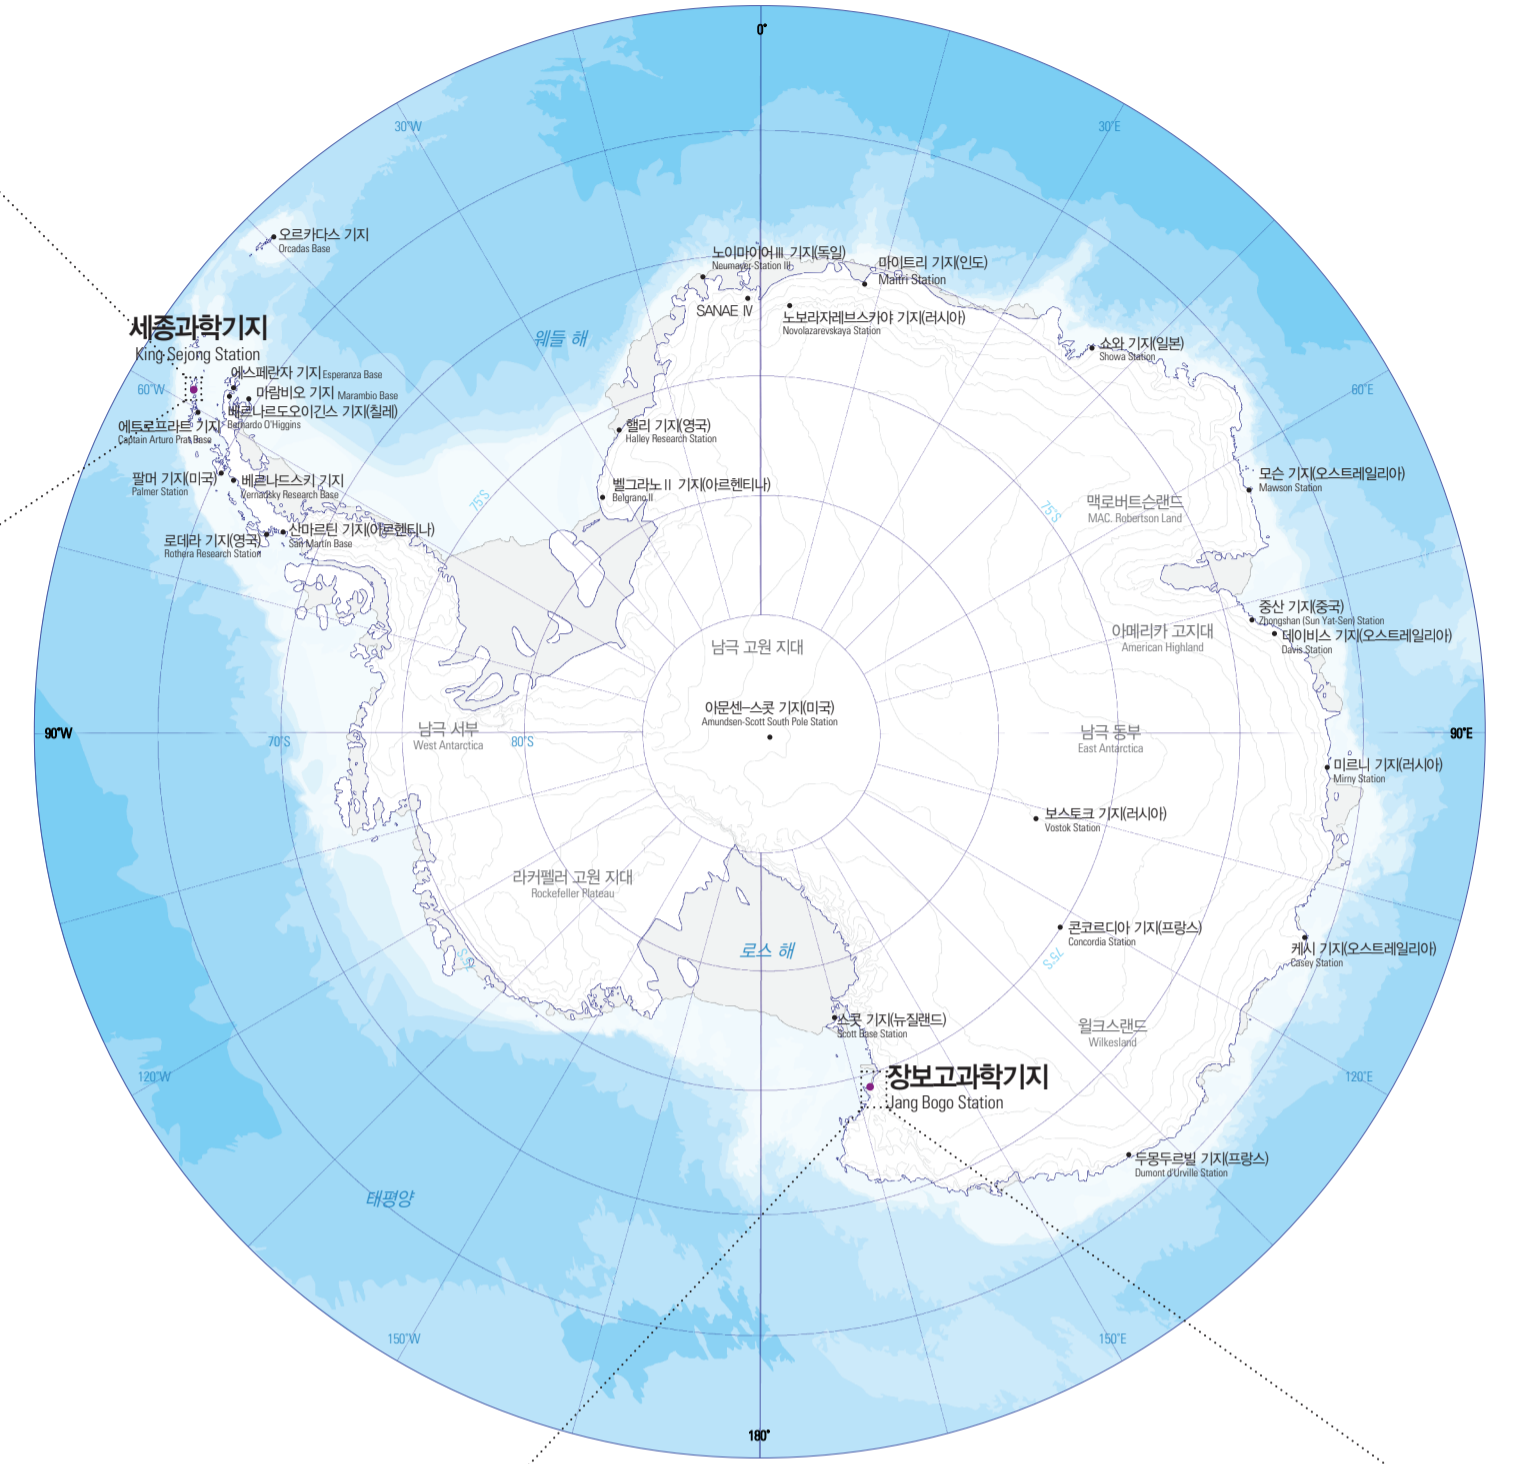 0°
30°W
30°E
오르카다스 기지
Orcadas Base
노이마이어Ⅲ 기지(독일)
Neumayer Station III
마이트리 기지(인도)
Maitri Station
SANAE Ⅳ
노보라자레브스카야 기지(러시아)
Novolazarevskaya Station
세종과학기지
King Sejong Station
웨들 해
쇼와 기지(일본)
Showa Station
60°W
60°E
에스페란자 기지 Esperanza Base
마람비오 기지 Marambio Base
베르나르도오이긴스 기지(칠레)
Bernardo O'Higgins
에트로프라트 기지
Captain Arturo Prat Base
핼리 기지(영국)
Halley Research Station
팔머 기지(미국)
Palmer Station
베르나드스키 기지
Vernadsky Research Base
벨그라노Ⅱ 기지(아르헨티나)
Belgrano II
75°S
75°S
모슨 기지(오스트레일리아)
Mawson Station
맥로버트슨랜드
MAC. Robertson Land
산마르틴 기지(아르헨티나)
San Martín Base
로데라 기지(영국)
Rothera Research Station
중산 기지(중국)
Zhongshan (Sun Yat-Sen) Station
데이비스 기지(오스트레일리아)
Davis Station
아메리카 고지대
American Highland
남극 고원 지대
아문센–스콧 기지(미국)
Amundsen-Scott South Pole Station
90°W
70°S
남극 서부
West Antarctica
80°S
남극 동부
East Antarctica
90°E
미르니 기지(러시아)
Mirny Station
보스토크 기지(러시아)
Vostok Station
라커펠러 고원 지대
Rockefeller Plateau
로스 해
콘코르디아 기지(프랑스)
Concordia Station
75°S
75°S
케시 기지(오스트레일리아)
Casey Station
스콧 기지(뉴질랜드)
Scott Base Station
윌크스랜드
Wilkesland
장보고과학기지
Jang Bogo Station
120°W
120°E
두몽두르빌 기지(프랑스)
Dumont d'Urville Station
태평양
150°W
150°E
180°